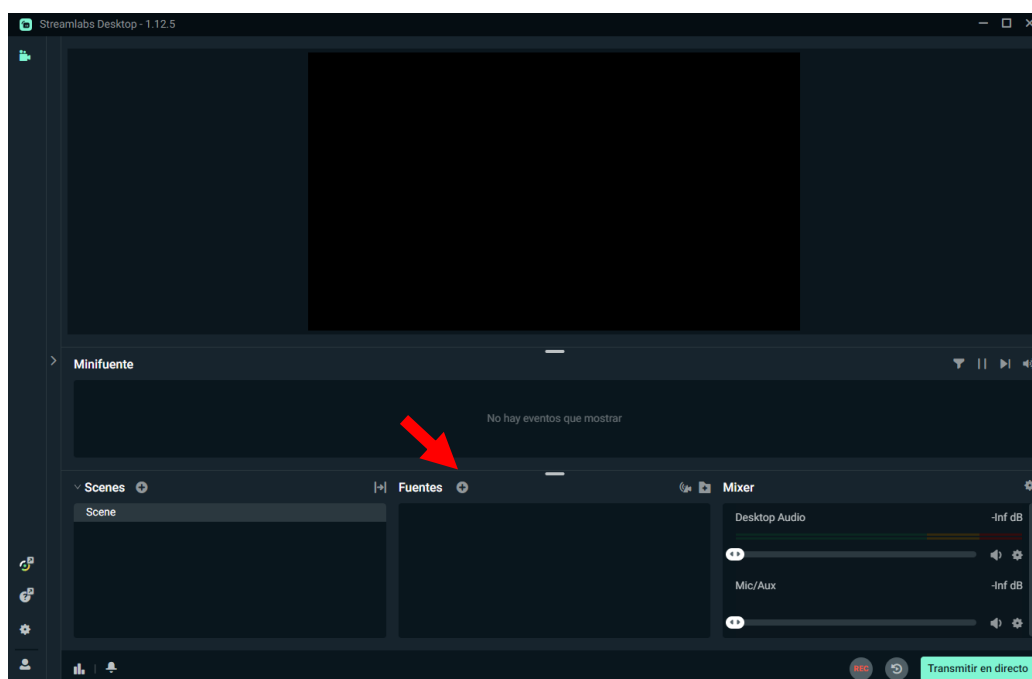 Streamlabs Desktop - 1.12.5
Minifuente
No hay eventos que mostrar
Scenes
Fuentes
Mixer
Scene
Desktop Audio
-Inf dB
Mic/Aux
-Inf dB
REC
Transmitir en directo